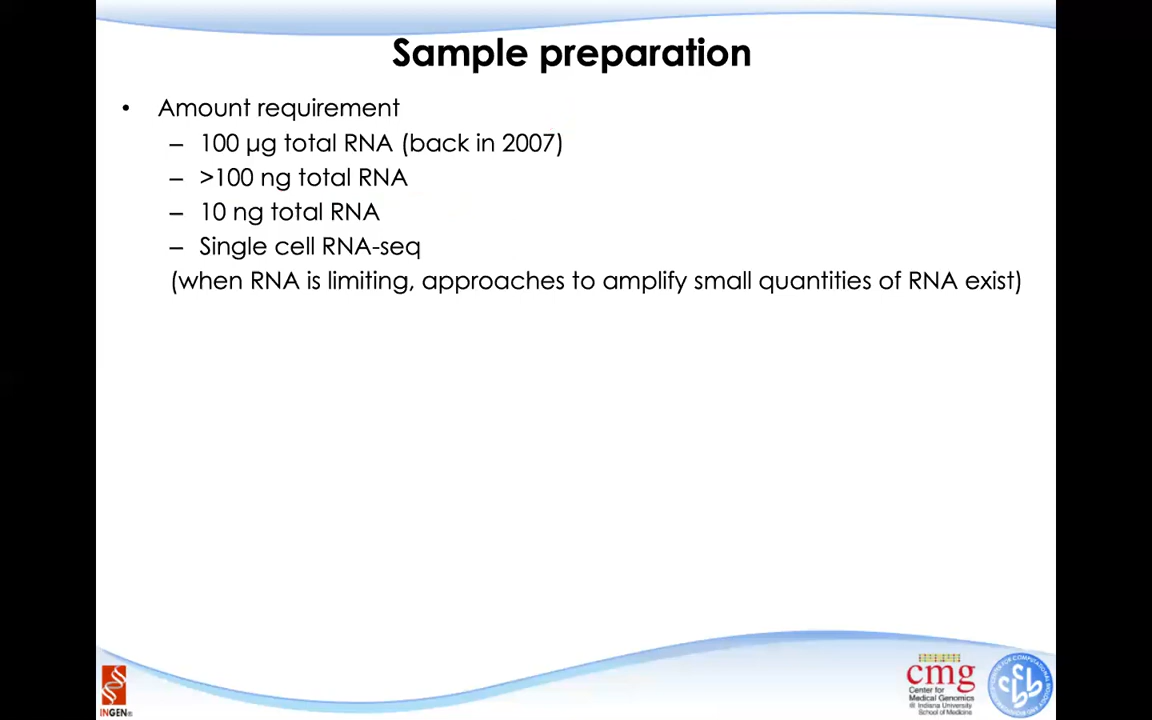 Sample preparation
• Amount requirement
– 100 µg total RNA (back in 2007)
– >100 ng total RNA
– 10 ng total RNA
– Single cell RNA-seq
(when RNA is limiting, approaches to amplify small quantities of RNA exist)
INGEN®
cmg
Center for
Medical Genomics
@ Indiana University
School of Medicine